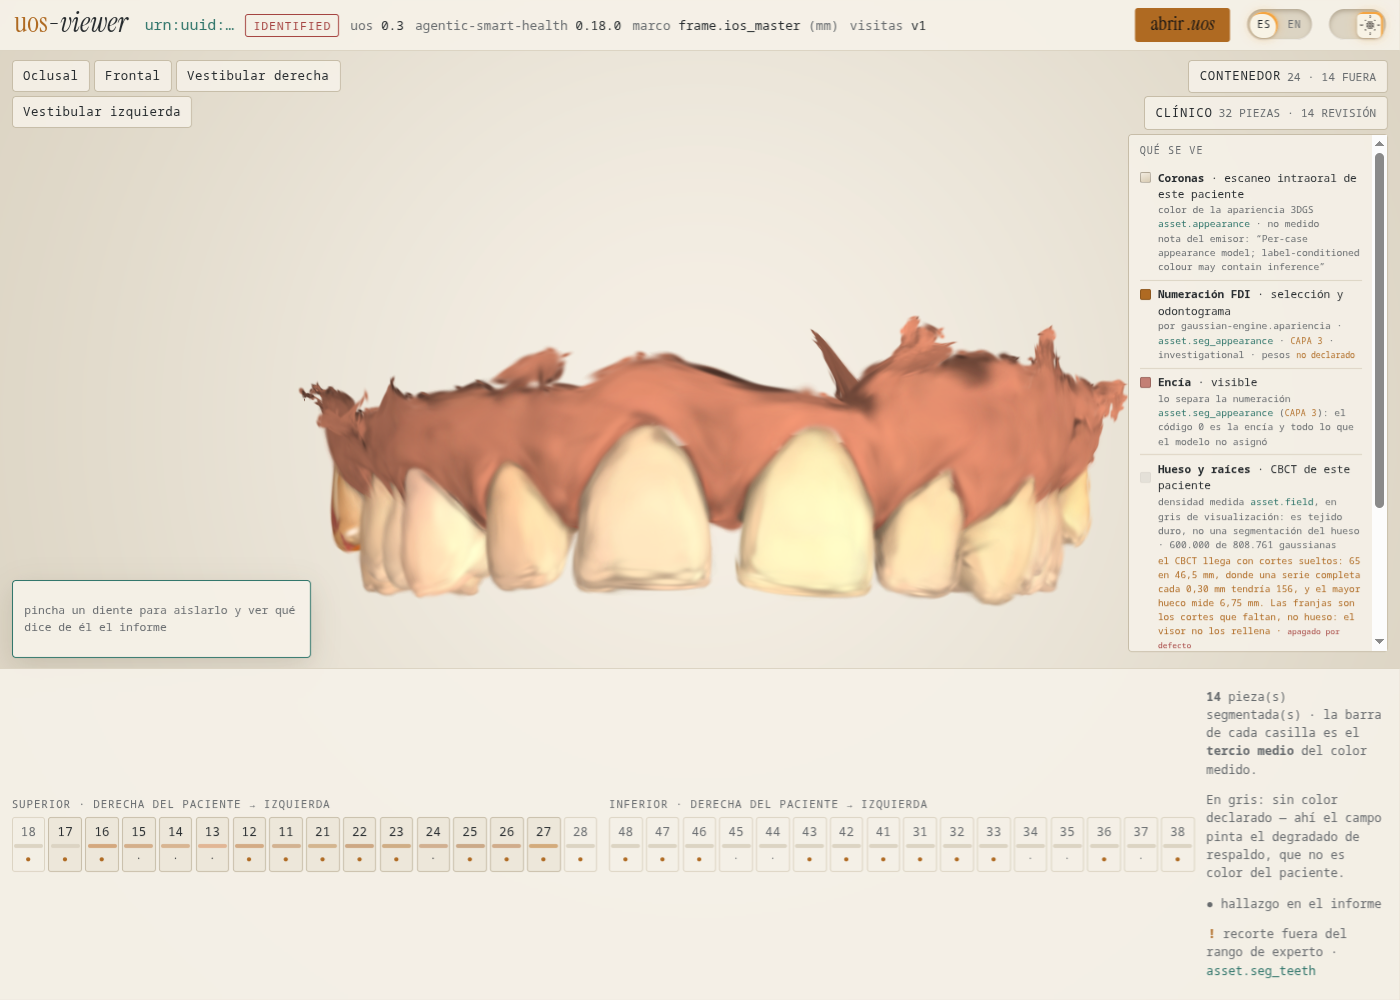 uos-viewer urn:uuid:… IDENTIFIED uos 0.3 agentic-smart-health 0.18.0 marco frame.ios_master (mm) visitas v1 abrir .uos ES EN
Oclusal Frontal Vestibular derecha
Vestibular izquierda
CONTENEDOR 24 · 14 FUERA
CLÍNICO 32 PIEZAS · 14 REVISIÓN
QUÉ SE VE
Coronas · escaneo intraoral de
este paciente
color de la apariencia 3DGS
asset.appearance · no medido
nota del emisor: “Per-case
appearance model; label-conditioned
colour may contain inference”
Numeración FDI · selección y
odontograma
por gaussian-engine.apariencia ·
asset.seg_appearance · CAPA 3 ·
investigational · pesos no declarado
Encía · visible
lo separa la numeración
asset.seg_appearance (CAPA 3): el
código 0 es la encía y todo lo que
el modelo no asignó
Hueso y raíces · CBCT de este
paciente
densidad medida asset.field, en
gris de visualización: es tejido
duro, no una segmentación del hueso
· 600.000 de 808.761 gaussianas
el CBCT llega con cortes sueltos: 65
en 46,5 mm, donde una serie completa
cada 0,30 mm tendría 156, y el mayor
hueco mide 6,75 mm. Las franjas son
los cortes que faltan, no hueso: el
visor no los rellena · apagado por
defecto
pincha un diente para aislarlo y ver qué
dice de él el informe
SUPERIOR · DERECHA DEL PACIENTE → IZQUIERDA
18 17 16 15 14 13 12 11 21 22 23 24 25 26 27 28
INFERIOR · DERECHA DEL PACIENTE → IZQUIERDA
48 47 46 45 44 43 42 41 31 32 33 34 35 36 37 38
14 pieza(s)
segmentada(s) · la barra
de cada casilla es el
tercio medio del color
medido.
En gris: sin color
declarado — ahí el campo
pinta el degradado de
respaldo, que no es
color del paciente.
• hallazgo en el informe
! recorte fuera del
rango de experto ·
asset.seg_teeth